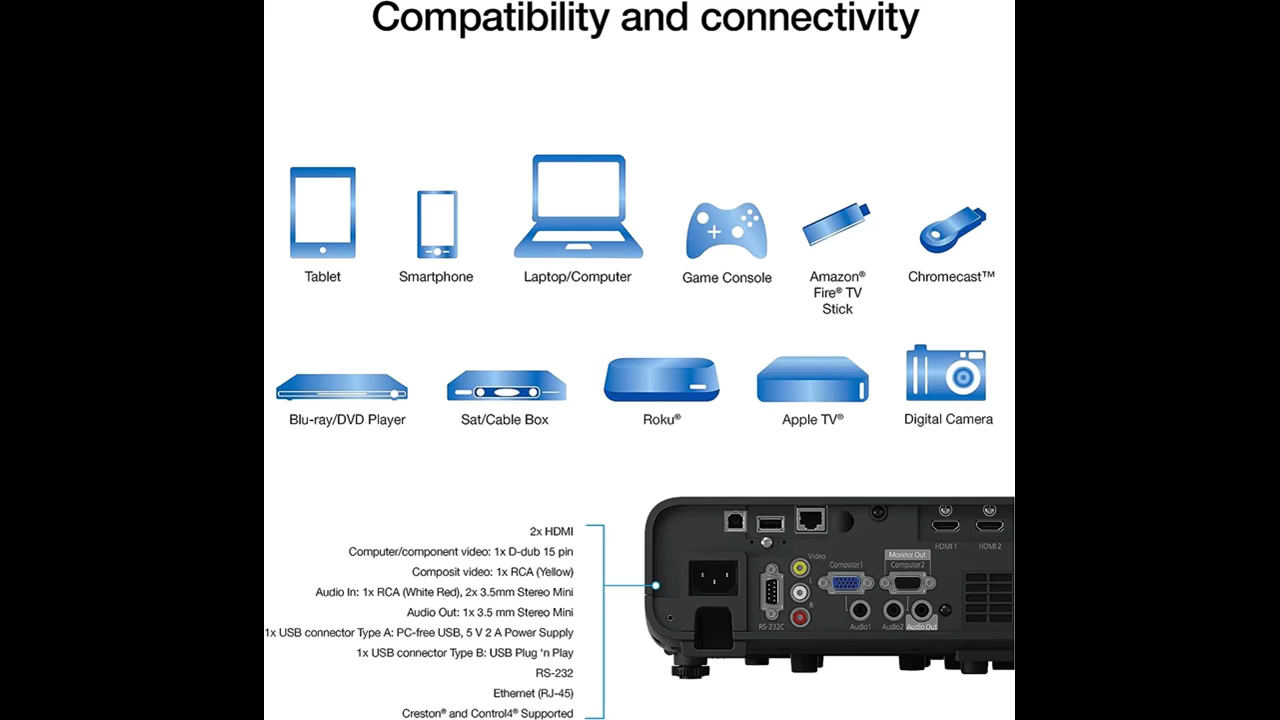 Compatibility and connectivity
Tablet
Smartphone
Laptop/Computer
Game Console
Amazon®
Fire® TV
Stick
Chromecast™
Blu-ray/DVD Player
Sat/Cable Box
Roku®
Apple TV®
Digital Camera
2x HDMI
Computer/component video: 1x D-dub 15 pin
Composit video: 1x RCA (Yellow)
Audio In: 1x RCA (White Red), 2x 3.5mm Stereo Mini
Audio Out: 1x 3.5 mm Stereo Mini
1x USB connector Type A: PC-free USB, 5 V 2 A Power Supply
1x USB connector Type B: USB Plug 'n Play
RS-232
Ethernet (RJ-45)
Creston® and Control4® Supported
HDMI 1
HDMI 2
Video
L
R
Computer1
Monitor Out
Computer2
RS-232C
Audio1
Audio2
Audio Out